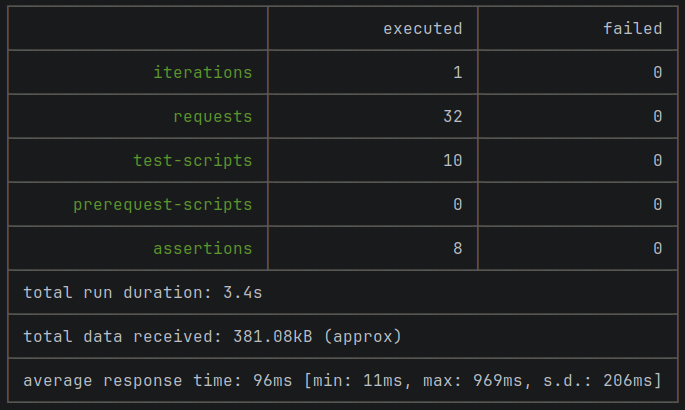 executed failed
iterations 1 0
requests 32 0
test-scripts 10 0
prerequest-scripts 0 0
assertions 8 0
total run duration: 3.4s
total data received: 381.08kB (approx)
average response time: 96ms [min: 11ms, max: 969ms, s.d.: 206ms]